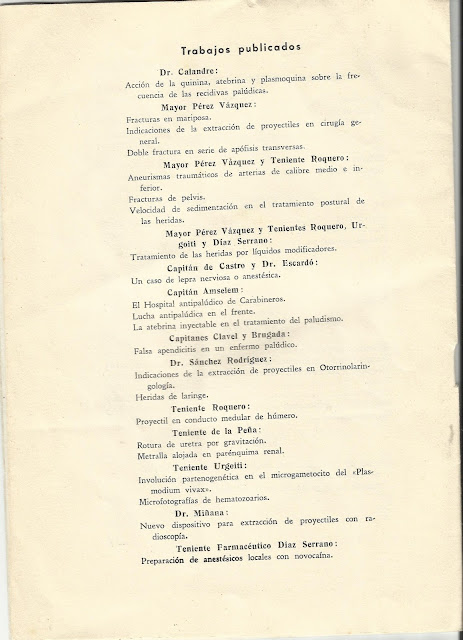 Trabajos publicados
Dr. Calandre:
Acción de la quinina, atebrina y plasmoquina sobre la fre-
cuencia de las recidivas palúdicas.
Mayor Pérez Vázquez:
Fracturas en mariposa.
Indicaciones de la extracción de proyectiles en cirugía ge-
neral.
Doble fractura en serie de apófisis transversas.
Mayor Pérez Vázquez y Teniente Roquero:
Aneurismas traumáticos de arterias de calibre medio e in-
ferior.
Fracturas de pelvis.
Velocidad de sedimentación en el tratamiento postural de
las heridas.
Mayor Pérez Vázquez y Tenientes Roquero, Ur-
goiti y Díaz Serrano:
Tratamiento de las heridas por líquidos modificadores.
Capitán de Castro y Dr. Escardó:
Un caso de lepra nerviosa o anestésica.
Capitán Amselem:
El Hospital antipalúdico de Carabineros.
Lucha antipalúdica en el frente.
La atebrina inyectable en el tratamiento del paludismo.
Capitanes Clavel y Brugada:
Falsa apendicitis en un enfermo palúdico.
Dr. Sánchez Rodríguez:
Indicaciones de la extracción de proyectiles en Otorrinolarin-
gología.
Heridas de laringe.
Teniente Roquero:
Proyectil en conducto medular de húmero.
Teniente de la Peña:
Rotura de uretra por gravitación.
Metralla alojada en parénquima renal.
Teniente Urgoiti:
Involución partenogenética en el microgametocito del «Plas-
modium vivax».
Microfotografías de hematozoarios.
Dr. Miñana:
Nuevo dispositivo para extracción de proyectiles con ra-
dioscopia.
Teniente Farmacéutico Díaz Serrano:
Preparación de anestésicos locales con novocaína.